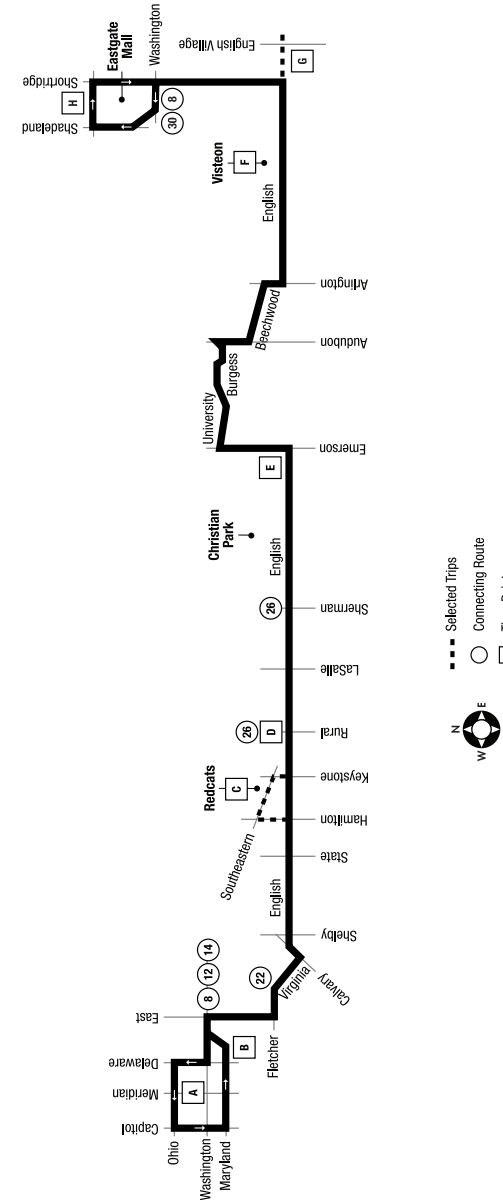 Ohio
Washington
Maryland
Capitol
Meridian
Delaware
East
A
B
8 12 14
Fletcher
22
Virginia
Calvary
Shelby
English
State
Southeastern
Hamilton
Keystone
Redcats
C
D
26
Rural
LaSalle
Sherman
26
English
Christian
Park
E
Emerson
University
Burgess
Audubon
Beechwood
Arlington
English
Visteon
F
G
English Village
Shadeland
Shortridge
H
Eastgate
Mall
Washington
30 8
N
W E
Selected Trips
Connecting Route